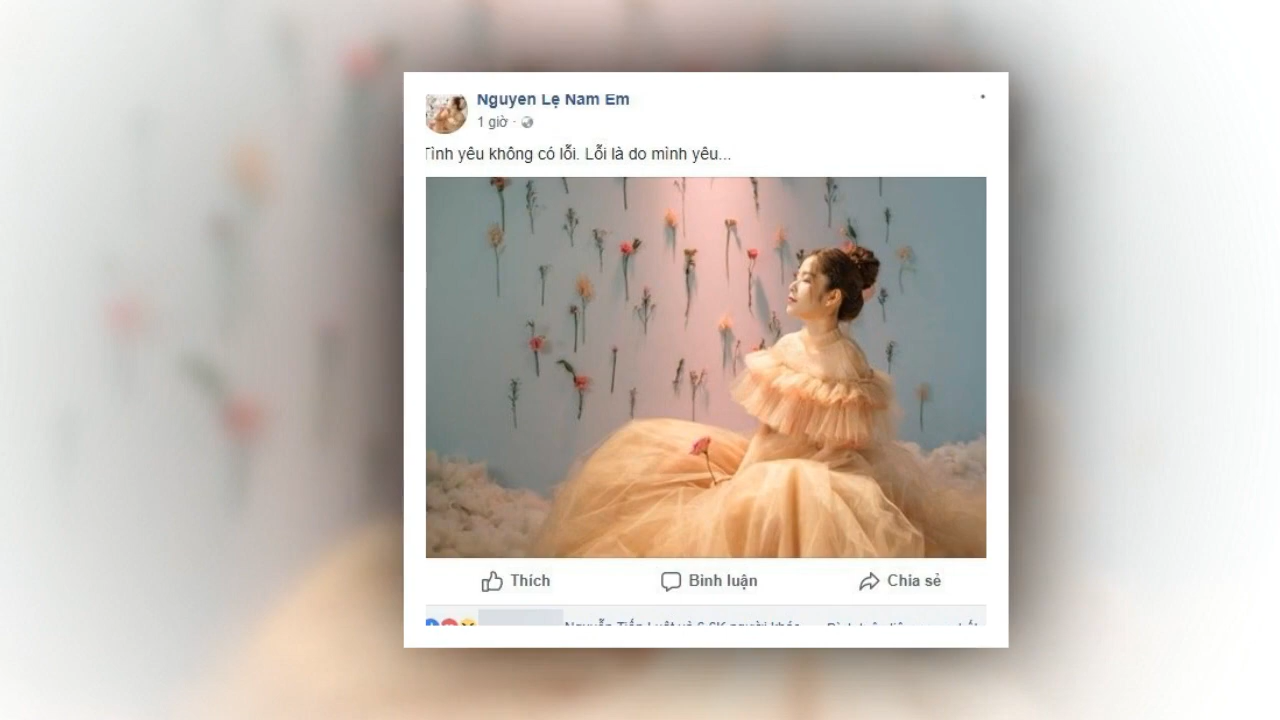 Nguyen Lẹ Nam Em
1 giờ ·
Tình yêu không có lỗi. Lỗi là do mình yêu...
Thích
Bình luận
Chia sẻ